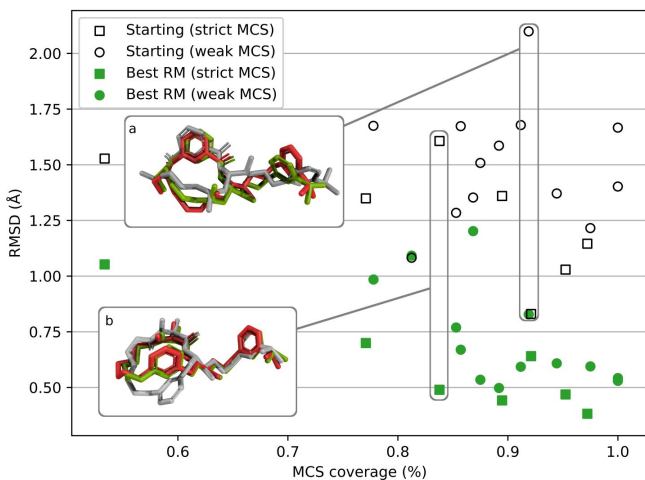 Starting (strict MCS)
Starting (weak MCS)
Best RM (strict MCS)
Best RM (weak MCS)
a
b
RMSD (Å)
2.00
1.75
1.50
1.25
1.00
0.75
0.50
0.6 0.7 0.8 0.9 1.0
MCS coverage (%)